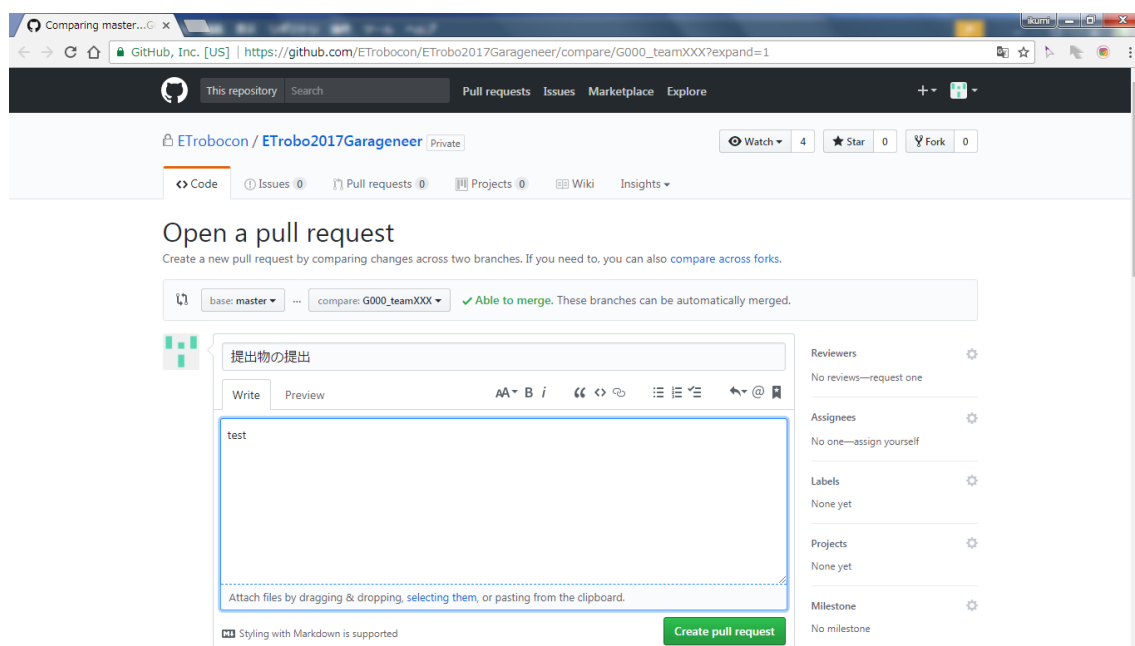 Comparing master...G
ikumi
GitHub, Inc. [US] | https://github.com/ETrobocon/ETrobo2017Garageneer/compare/G000_teamXXX?expand=1
This repository Search Pull requests Issues Marketplace Explore
ETrobocon / ETrobo2017Garageneer Private Watch 4 Star 0 Fork 0
Code Issues 0 Pull requests 0 Projects 0 Wiki Insights
Open a pull request
Create a new pull request by comparing changes across two branches. If you need to, you can also compare across forks.
base: master ... compare: G000_teamXXX ✓ Able to merge. These branches can be automatically merged.
提出物の提出
Write Preview AA B i “ <> @
test
Attach files by dragging & dropping, selecting them, or pasting from the clipboard.
Styling with Markdown is supported
Create pull request
Reviewers
No reviews—request one
Assignees
No one—assign yourself
Labels
None yet
Projects
None yet
Milestone
No milestone